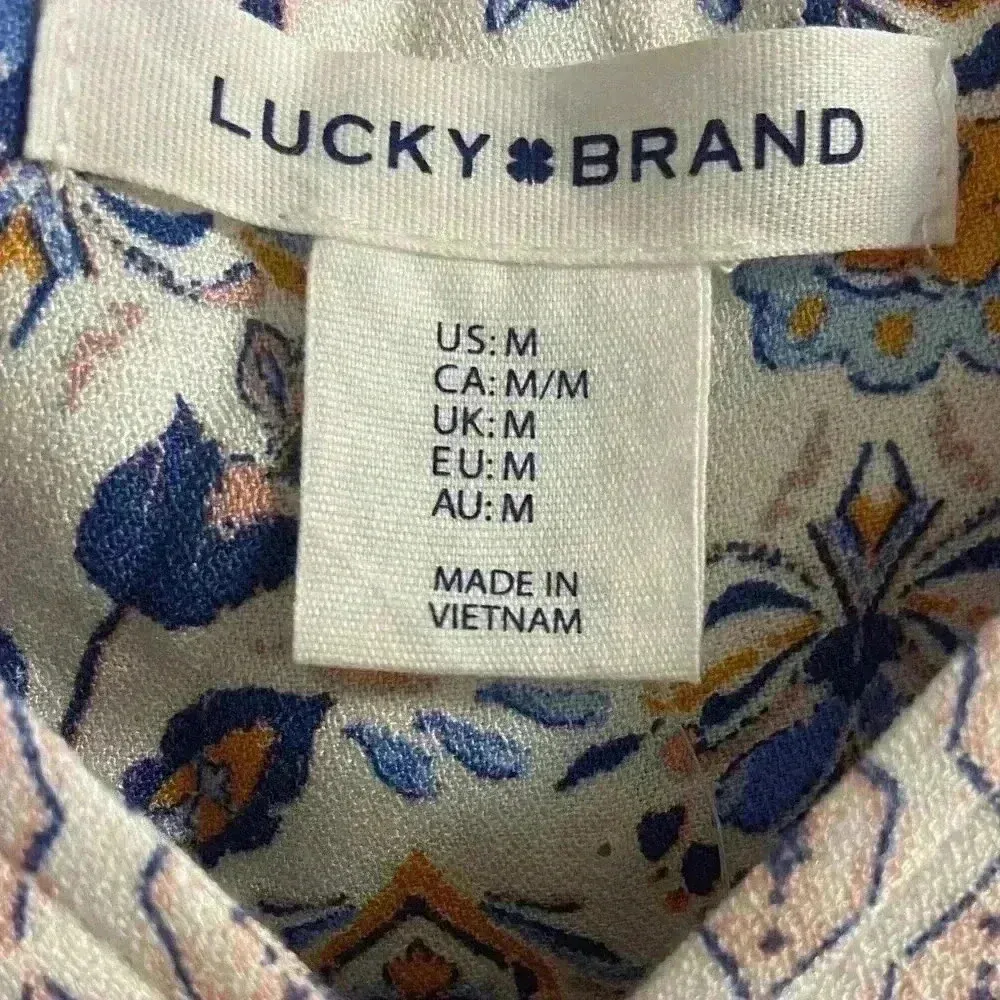 LUCKY BRAND
US: M
CA: M/M
UK: M
EU: M
AU: M
MADE IN
VIETNAM